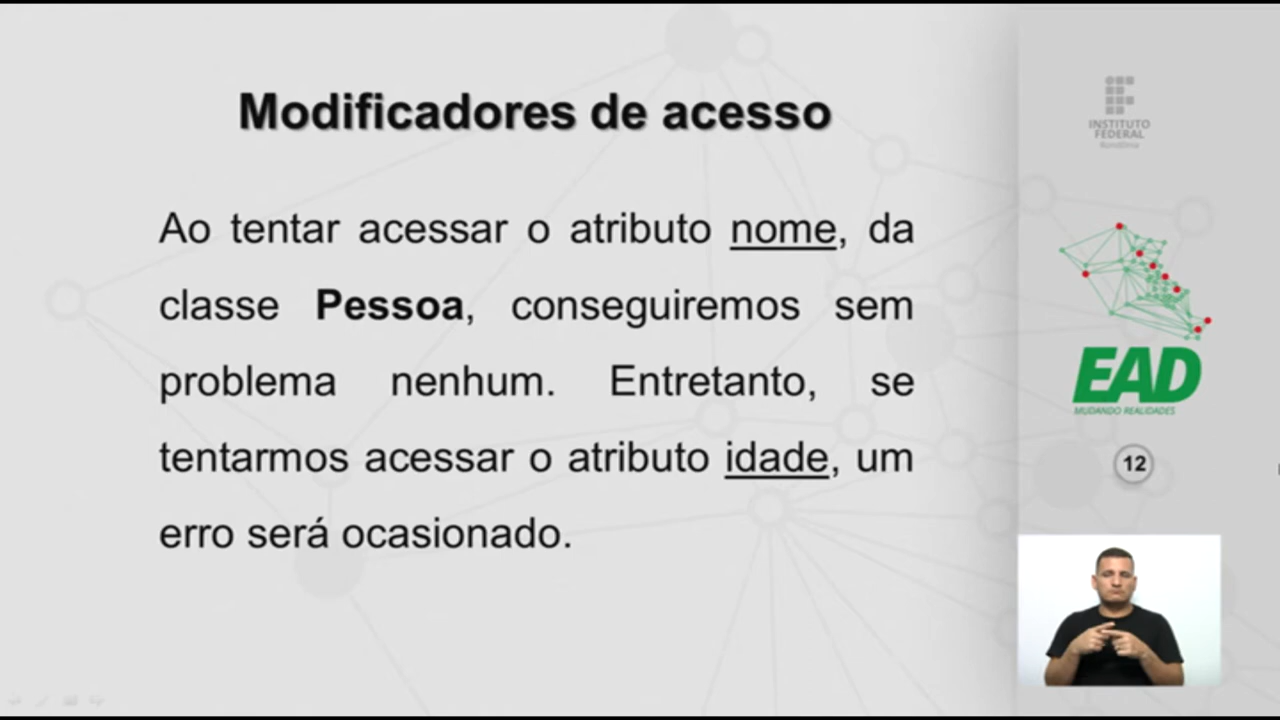 Modificadores de acesso
Ao tentar acessar o atributo nome, da
classe Pessoa, conseguiremos sem
problema nenhum. Entretanto, se
tentarmos acessar o atributo idade, um
erro será ocasionado.
INSTITUTO
FEDERAL
Rondônia
EAD
MUDANDO REALIDADES
12